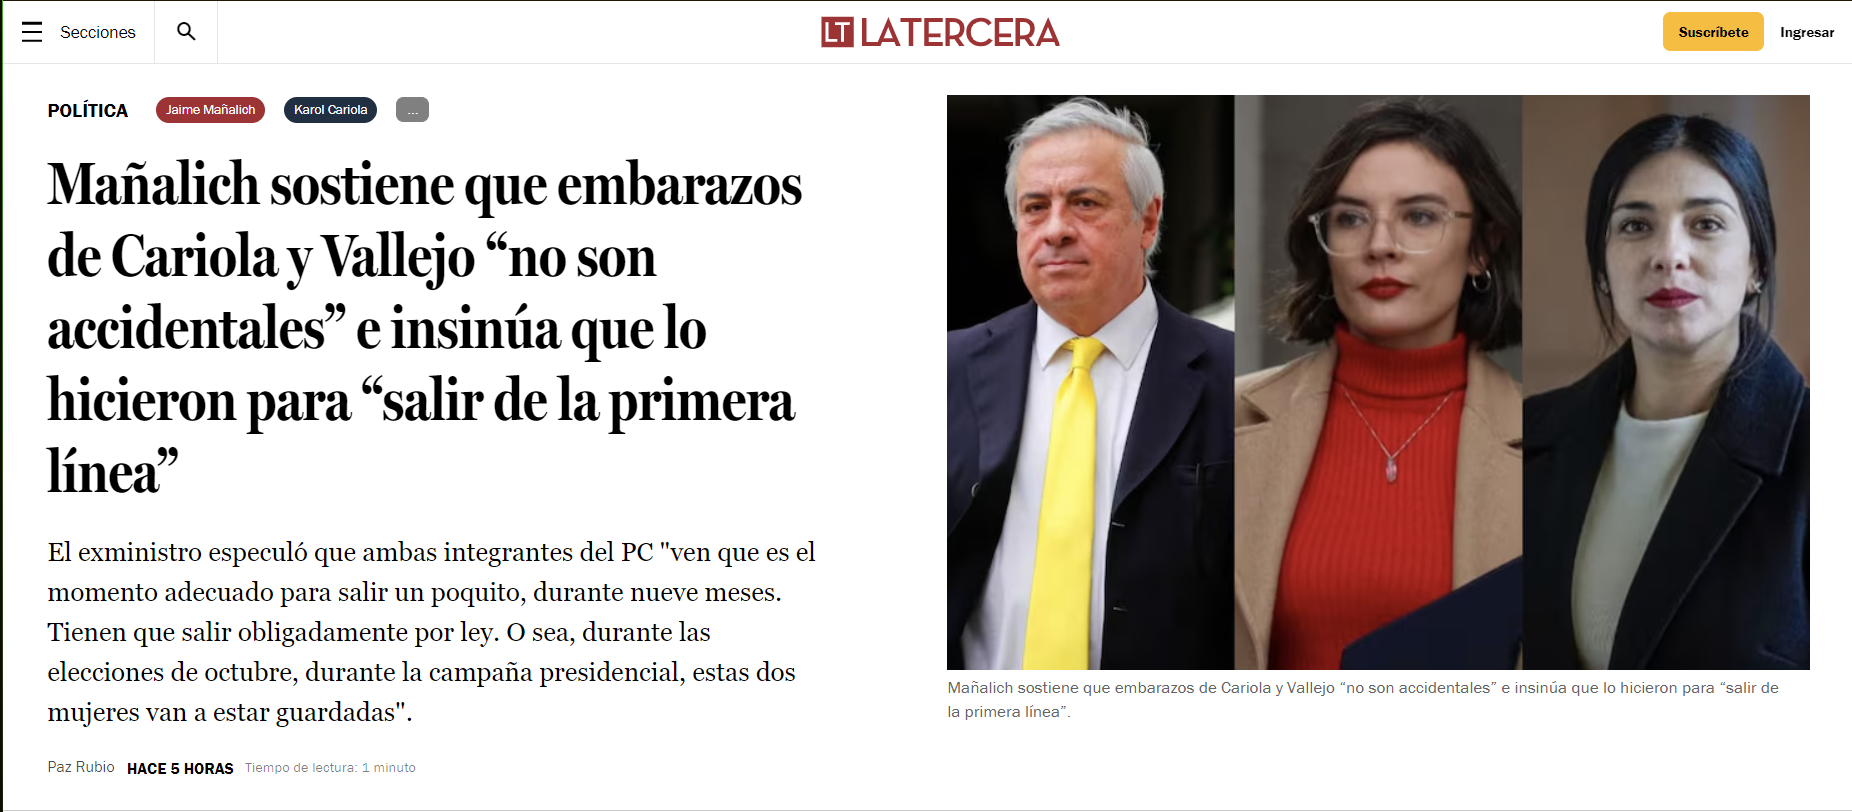 Secciones
LT LATERCERA
Suscríbete
Ingresar
POLÍTICA
Jaime Mañalich
Karol Cariola
...
Mañalich sostiene que embarazos
de Cariola y Vallejo “no son
accidentales” e insinúa que lo
hicieron para “salir de la primera
línea”
El exministro especuló que ambas integrantes del PC "ven que es el
momento adecuado para salir un poquito, durante nueve meses.
Tienen que salir obligadamente por ley. O sea, durante las
elecciones de octubre, durante la campaña presidencial, estas dos
mujeres van a estar guardadas".
Paz Rubio
HACE 5 HORAS
Tiempo de lectura: 1 minuto
Mañalich sostiene que embarazos de Cariola y Vallejo “no son accidentales” e insinúa que lo hicieron para “salir de
la primera línea”.